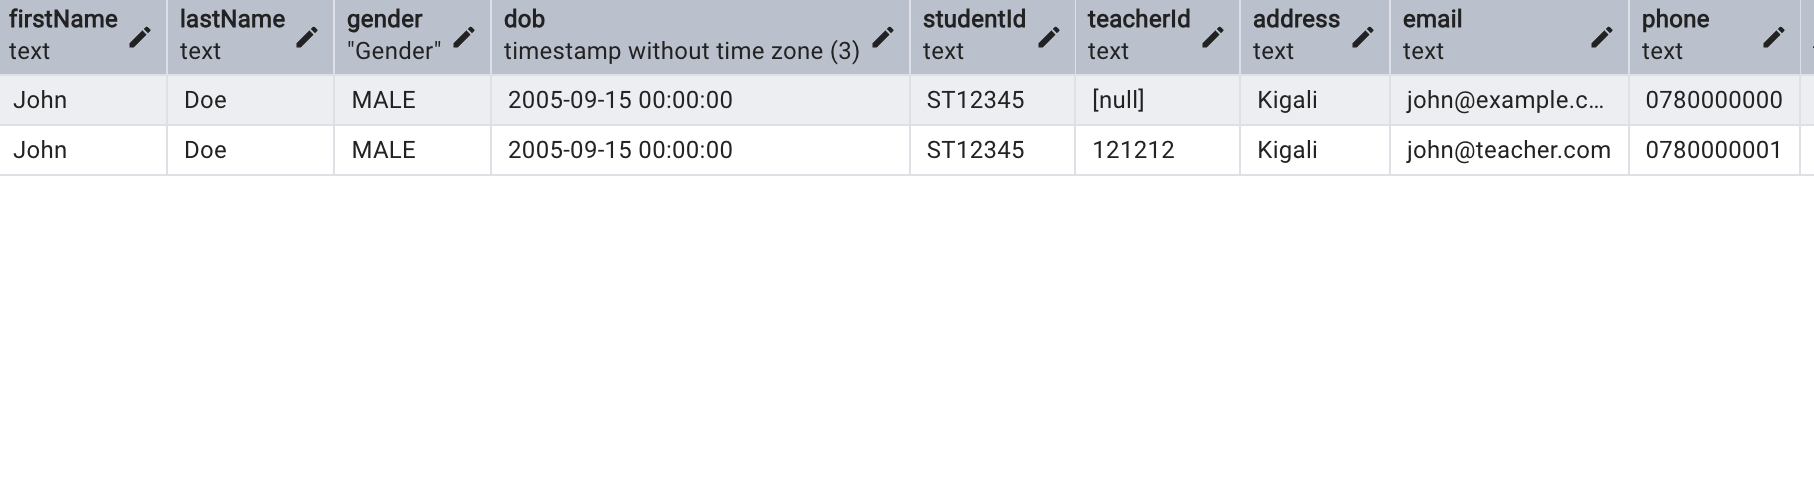 firstName lastName gender dob studentId teacherId address email phone
text text "Gender" timestamp without time zone (3) text text text text text
John Doe MALE 2005-09-15 00:00:00 ST12345 [null] Kigali john@example.c... 0780000000
John Doe MALE 2005-09-15 00:00:00 ST12345 121212 Kigali john@teacher.com 0780000001